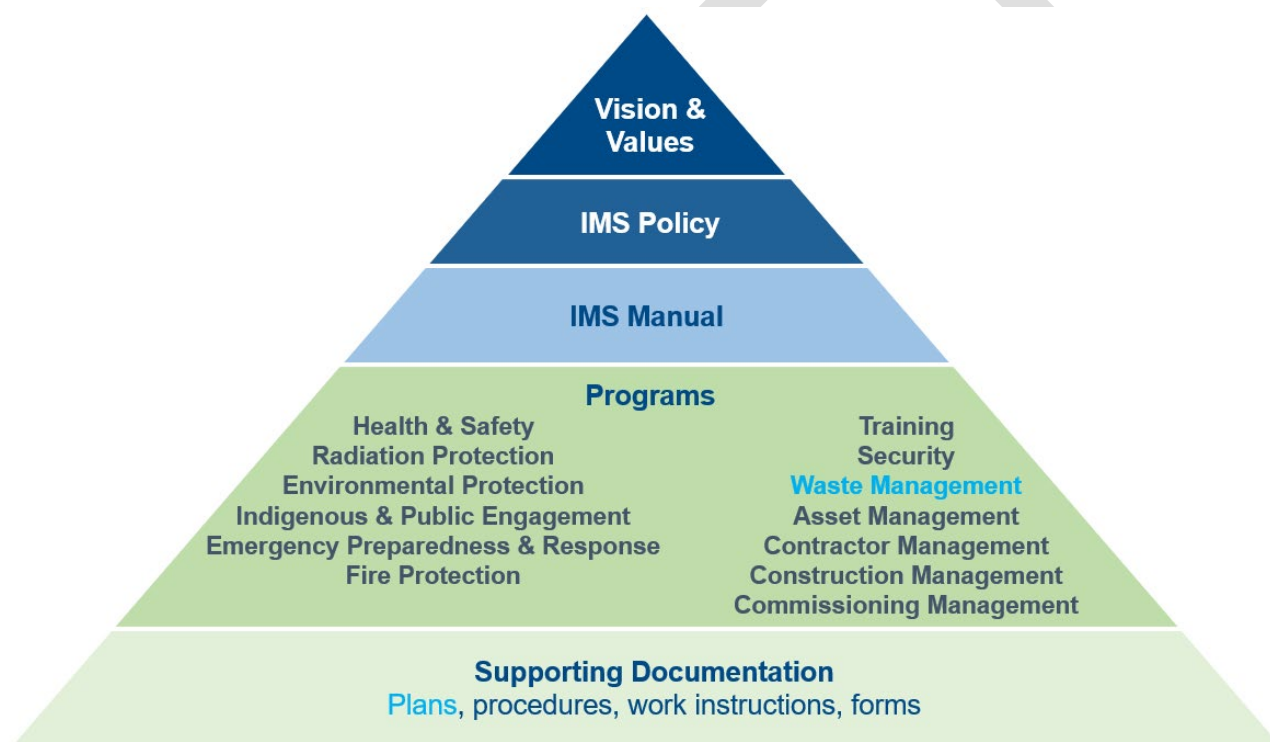 Vision &
Values
IMS Policy
IMS Manual
Programs
Health & Safety
Radiation Protection
Environmental Protection
Indigenous & Public Engagement
Emergency Preparedness & Response
Fire Protection
Training
Security
Waste Management
Asset Management
Contractor Management
Construction Management
Commissioning Management
Supporting Documentation
Plans, procedures, work instructions, forms